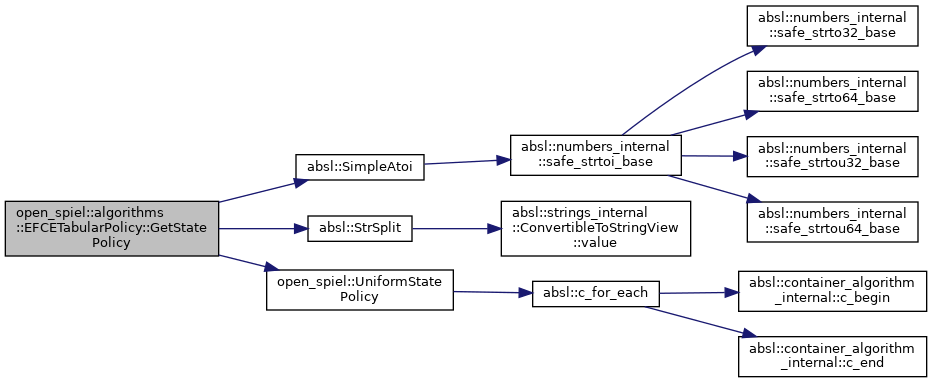 open_spiel::algorithms
::EFCETabularPolicy::GetState
Policy
absl::SimpleAtoi
absl::numbers_internal
::safe_strtoi_base
absl::numbers_internal
::safe_strto32_base
absl::numbers_internal
::safe_strto64_base
absl::numbers_internal
::safe_strtou32_base
absl::numbers_internal
::safe_strtou64_base
absl::StrSplit
absl::strings_internal
::ConvertibleToStringView
::value
open_spiel::UniformState
Policy
absl::c_for_each
absl::container_algorithm
_internal::c_begin
absl::container_algorithm
_internal::c_end